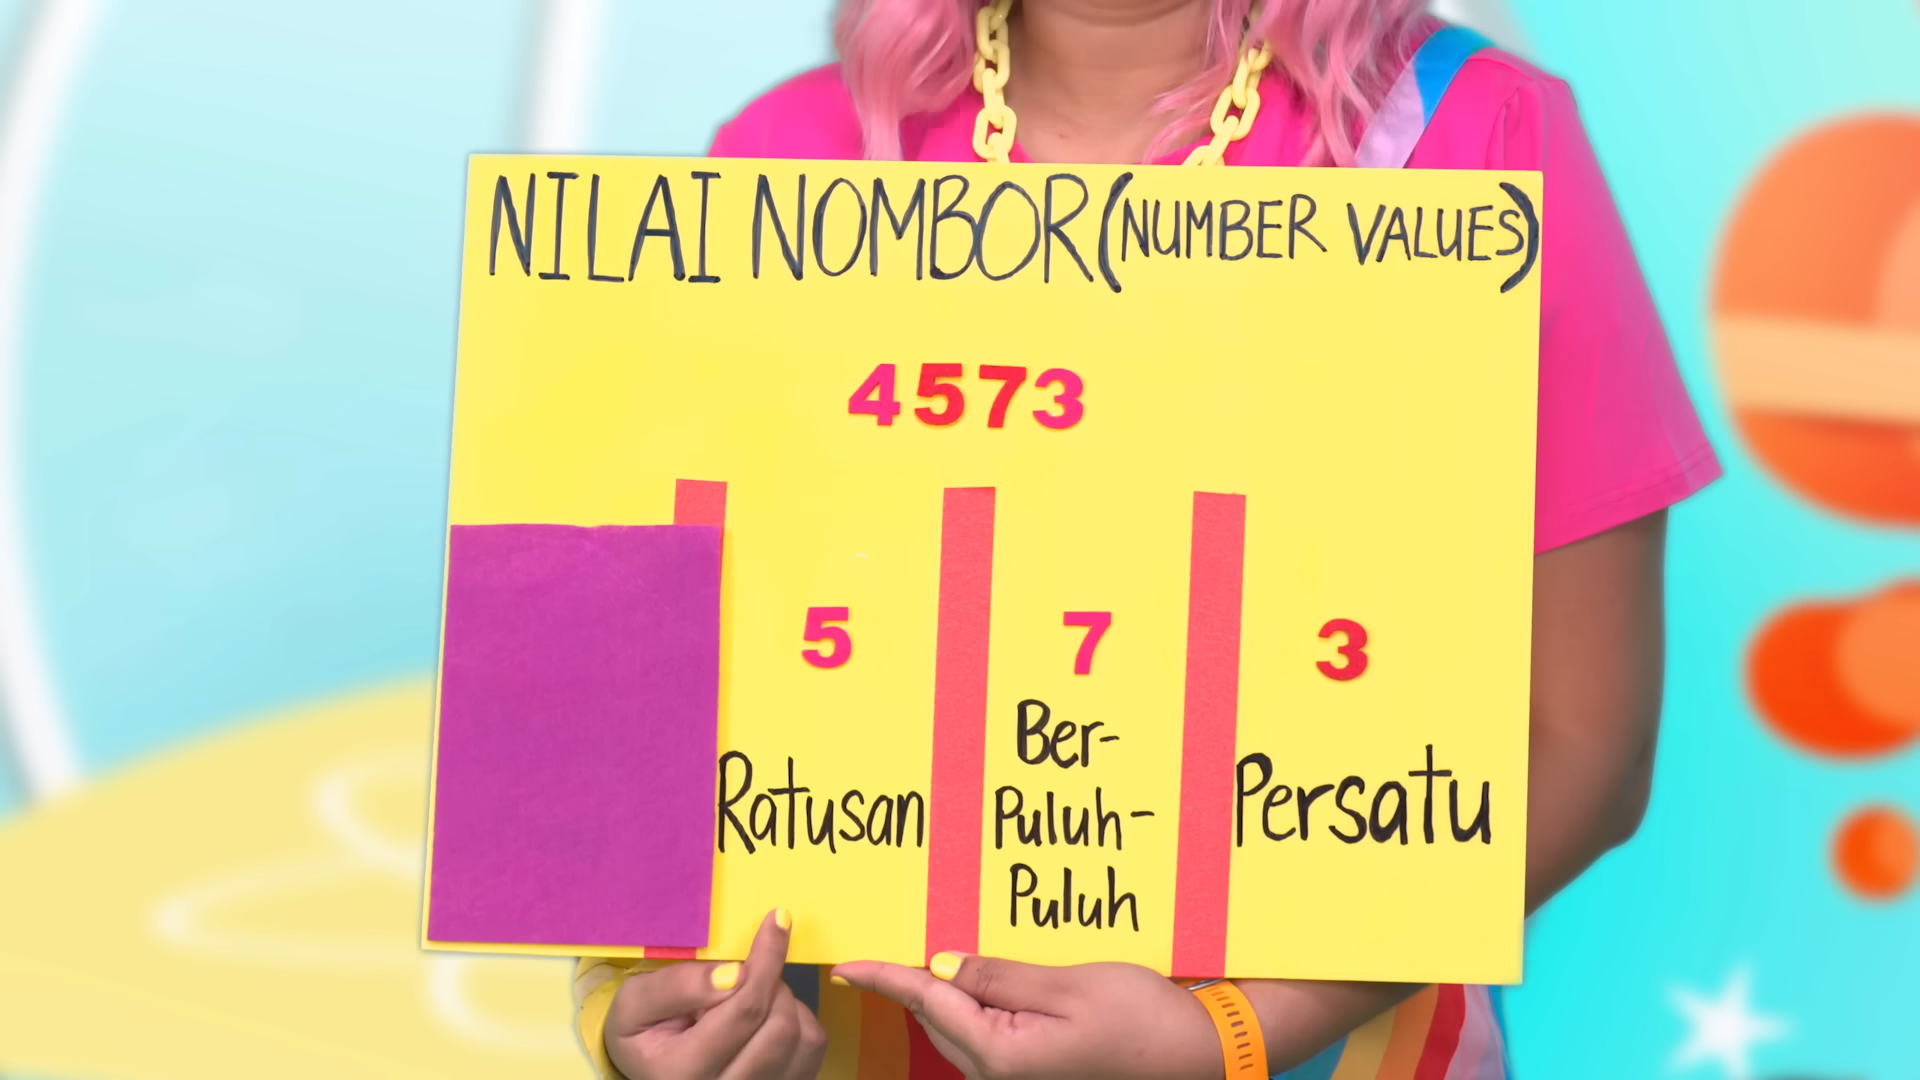 NILAI NOMBOR (NUMBER VALUES)
4573
5
Ratusan
7
Ber-
Puluh-
Puluh
3
Persatu